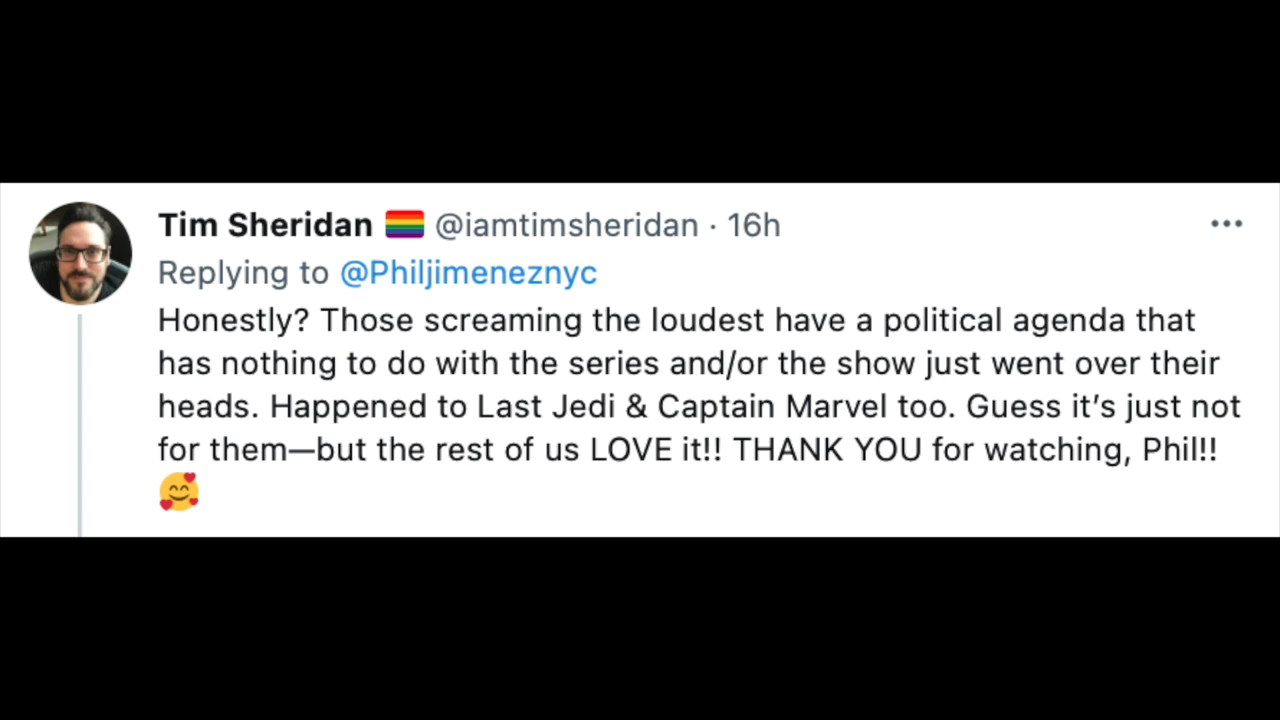 Tim Sheridan 🏳️‍🌈 @iamtimsheridan · 16h
Replying to @Philjimeneznyc
Honestly? Those screaming the loudest have a political agenda that
has nothing to do with the series and/or the show just went over their
heads. Happened to Last Jedi & Captain Marvel too. Guess it’s just not
for them—but the rest of us LOVE it!! THANK YOU for watching, Phil!!
🥰